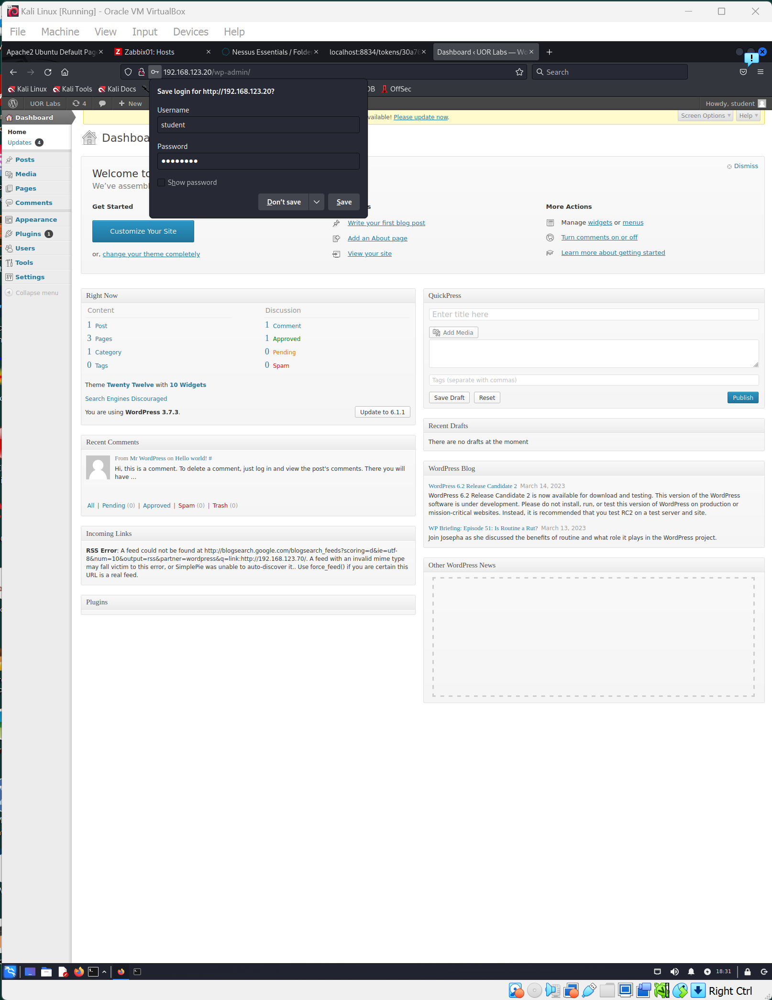 Kali Linux [Running] - Oracle VM VirtualBox
File Machine View Input Devices Help
Apache2 Ubuntu Default Pag
Zabbix01: Hosts
Nessus Essentials / Folde
localhost:8834/tokens/30a76
Dashboard ‹ UOR Labs — Wo
192.168.123.20/wp-admin/
Search
Kali Linux Kali Tools Kali Docs DB OffSec
UOR Labs 4 New Howdy, student
Save login for http://192.168.123.20?
Username
student
Password
Show password
Don't save Save
vailable! Please update now.
Screen Options Help
Dashboard
Home
Updates 4
Posts
Media
Pages
Comments
Appearance
Plugins 1
Users
Tools
Settings
Collapse menu
Dashboa
Welcome to
We've assembl
Dismiss
Get Started
Customize Your Site
or, change your theme completely
s
Write your first blog post
Add an About page
View your site
More Actions
Manage widgets or menus
Turn comments on or off
Learn more about getting started
Right Now
Content
1 Post
3 Pages
1 Category
0 Tags
Discussion
1 Comment
1 Approved
0 Pending
0 Spam
Theme Twenty Twelve with 10 Widgets
Search Engines Discouraged
You are using WordPress 3.7.3.
Update to 6.1.1
Recent Comments
From Mr WordPress on Hello world! #
Hi, this is a comment. To delete a comment, just log in and view the post's comments. There you will
have ...
All | Pending (0) | Approved | Spam (0) | Trash (0)
Incoming Links
RSS Error: A feed could not be found at http://blogsearch.google.com/blogsearch_feeds?scoring=d&ie=utf-
8&num=10&output=rss&partner=wordpress&q=link:http://192.168.123.70/. A feed with an invalid mime type
may fall victim to this error, or SimplePie was unable to auto-discover it.. Use force_feed() if you are certain this
URL is a real feed.
Plugins
QuickPress
Enter title here
Add Media
Tags (separate with commas)
Save Draft Reset Publish
Recent Drafts
There are no drafts at the moment
WordPress Blog
WordPress 6.2 Release Candidate 2 March 14, 2023
WordPress 6.2 Release Candidate 2 is now available for download and testing. This version of the WordPress
software is under development. Please do not install, run, or test this version of WordPress on production or
mission-critical websites. Instead, it is recommended that you test RC2 on a test server and site.
WP Briefing: Episode 51: Is Routine a Rut? March 13, 2023
Join Josepha as she discussed the benefits of routine and what role it plays in the WordPress project.
Other WordPress News
18:31
Right Ctrl